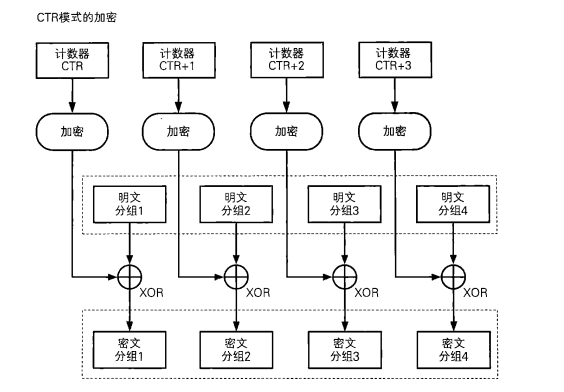 CTR模式的加密
计数器
CTR
计数器
CTR+1
计数器
CTR+2
计数器
CTR+3
加密
加密
加密
加密
明文
分组1
明文
分组2
明文
分组3
明文
分组4
XOR
XOR
XOR
XOR
密文
分组1
密文
分组2
密文
分组3
密文
分组4